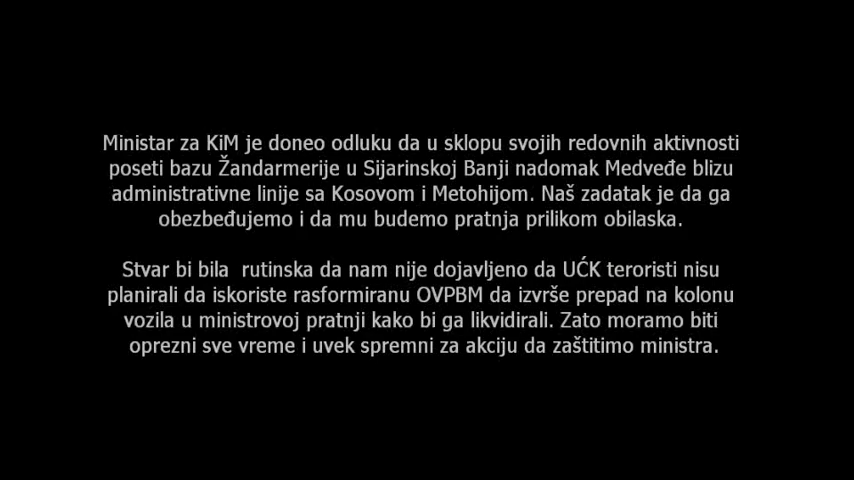 Ministar za KiM je doneo odluku da u sklopu svojih redovnih aktivnosti
poseti bazu Žandarmerije u Sijarinskoj Banji nadomak Medveđe blizu
administrativne linije sa Kosovom i Metohijom. Naš zadatak je da ga
obezbeđujemo i da mu budemo pratnja prilikom obilaska.
Stvar bi bila  rutinska da nam nije dojavljeno da UĆK teroristi nisu
planirali da iskoriste rasformiranu OVPBM da izvrše prepad na kolonu
vozila u ministrovoj pratnji kako bi ga likvidirali. Zato moramo biti
oprezni sve vreme i uvek spremni za akciju da zaštitimo ministra.